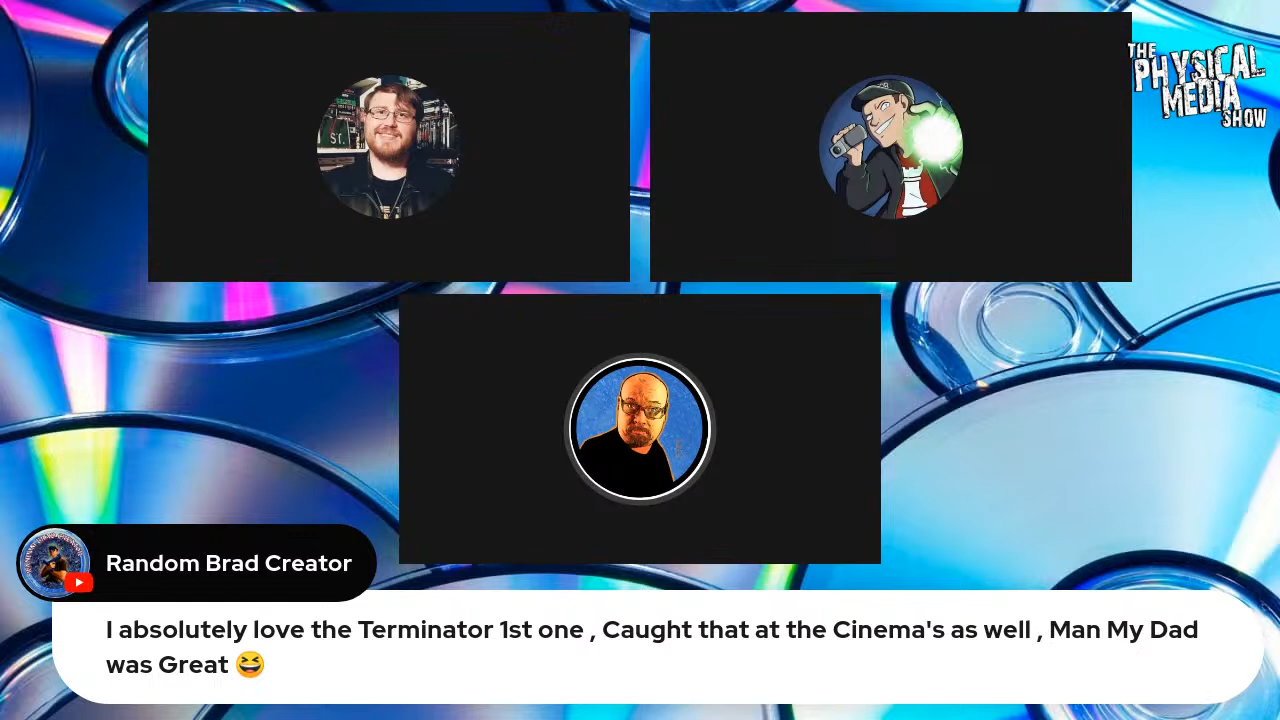 THE
PHYSICAL
MEDIA
SHOW
ST.
Random Brad Creator
I absolutely love the Terminator 1st one , Caught that at the Cinema's as well , Man My Dad
was Great 😆